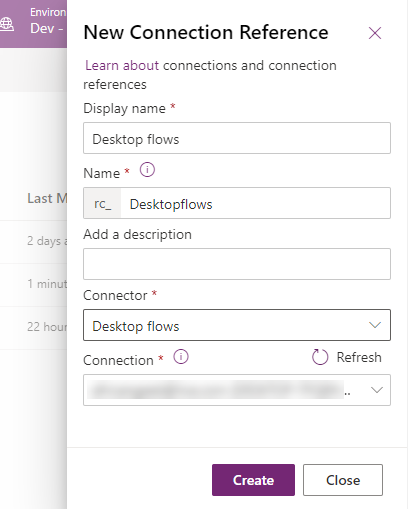 Environ
Dev -
New Connection Reference
Learn about connections and connection
references
Display name *
Desktop flows
Name *
rc_ Desktopflows
Last M
Add a description
2 days a
1 minut
Connector *
Desktop flows
22 hour
Connection *
Refresh
..
Create
Close